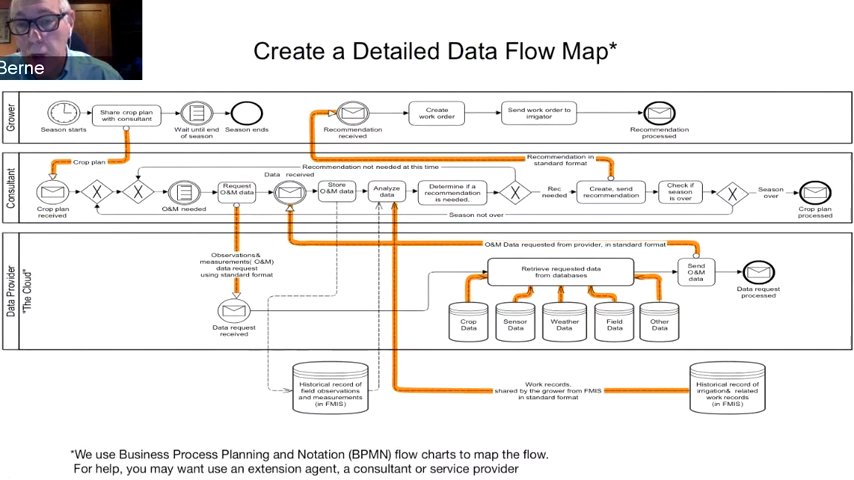 Berne
Create a Detailed Data Flow Map*
Grower
Season starts
Share crop plan
with consultant
Wait until end
of season
Season ends
Recommendation
received
Create
work order
Send work order to
irrigator
Recommendation
processed
Crop plan
Recommendation in
standard format
Consultant
Recommendation not needed at this time
Data received
Crop plan
received
O&M needed
Request
O&M data
Store
O&M data
Analyze
data
Determine if a
recommendation
is needed.
Rec
needed
Create, send
recommendation
Check if
season
is over
Season
over
Crop plan
processed
Season not over
Data Provider
"The Cloud"
Observations&
measurements( O&M)
data request
using standard format
O&M Data requested from provider, in standard format
Data request
received
Retrieve requested data
from databases
Send
O&M
data
Data request
processed
Crop
Data
Sensor
Data
Weather
Data
Field
Data
Other
Data
Historical record of
field observations
and measurements
(in FMIS)
Work records,
shared by the grower from FMIS
in standard format
Historical record of
irrigation& related
work records
(in FMIS)
*We use Business Process Planning and Notation (BPMN) flow charts to map the flow.
For help, you may want use an extension agent, a consultant or service provider